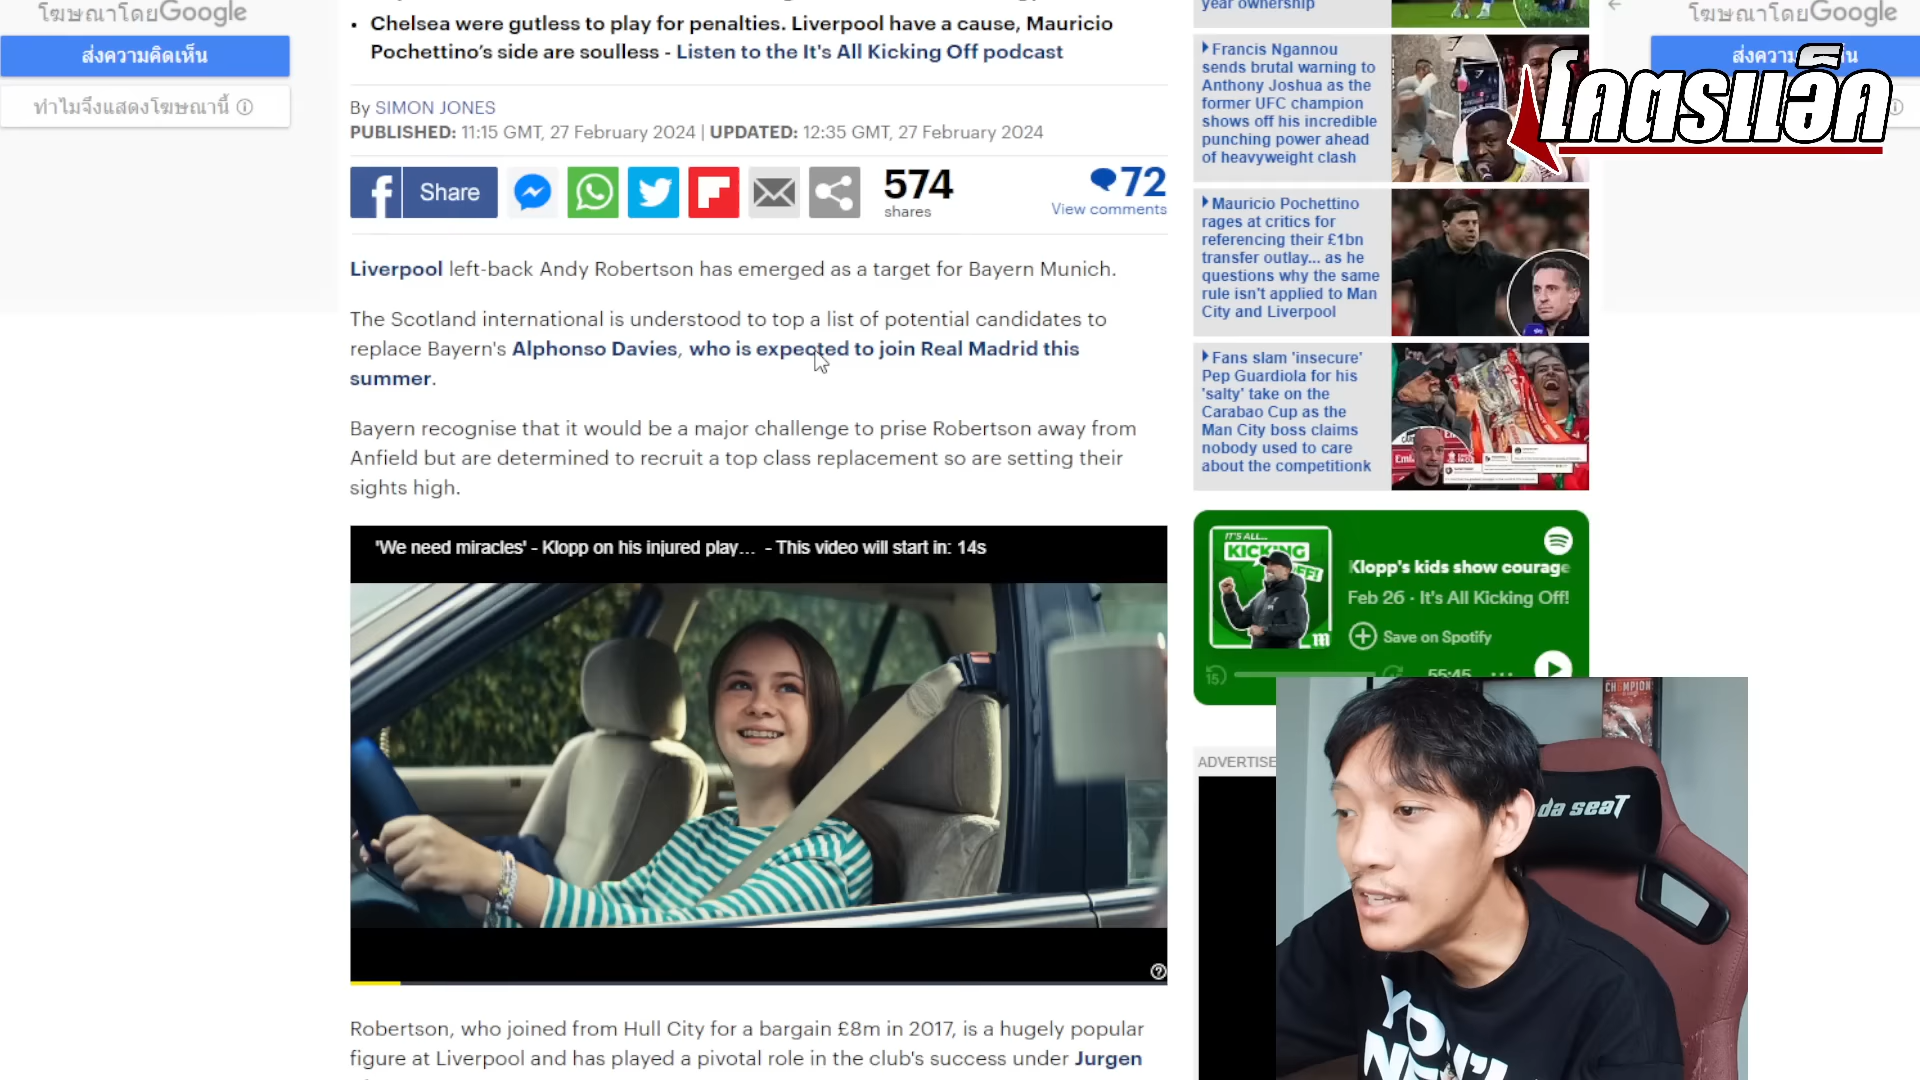 โฆษณาโดยGoogle
ส่งความคิดเห็น
ทำไมจึงแสดงโฆษณานี้
• Chelsea were gutless to play for penalties. Liverpool have a cause, Mauricio
Pochettino's side are soulless - Listen to the It's All Kicking Off podcast
By SIMON JONES
PUBLISHED: 11:15 GMT, 27 February 2024 | UPDATED: 12:35 GMT, 27 February 2024
Share
574
shares
72
View comments
Liverpool left-back Andy Robertson has emerged as a target for Bayern Munich.
The Scotland international is understood to top a list of potential candidates to
replace Bayern's Alphonso Davies, who is expected to join Real Madrid this
summer.
Bayern recognise that it would be a major challenge to prise Robertson away from
Anfield but are determined to recruit a top class replacement so are setting their
sights high.
'We need miracles' - Klopp on his injured play... - This video will start in: 14s
Robertson, who joined from Hull City for a bargain £8m in 2017, is a hugely popular
figure at Liverpool and has played a pivotal role in the club's success under Jurgen
year ownership
Francis Ngannou
sends brutal warning to
Anthony Joshua as the
former UFC champion
shows off his incredible
punching power ahead
of heavyweight clash
Mauricio Pochettino
rages at critics for
referencing their £1bn
transfer outlay... as he
questions why the same
rule isn't applied to Man
City and Liverpool
Fans slam 'insecure'
Pep Guardiola for his
'salty' take on the
Carabao Cup as the
Man City boss claims
nobody used to care
about the competitionk
IT'S ALL...
KICKING
OFF!
Klopp's kids show courage
Feb 26 · It's All Kicking Off!
Save on Spotify
15
55:45
ADVERTISE
โฆษณาโดยGoogle
โคตรแอ็ค
CHAMPION
da seaT